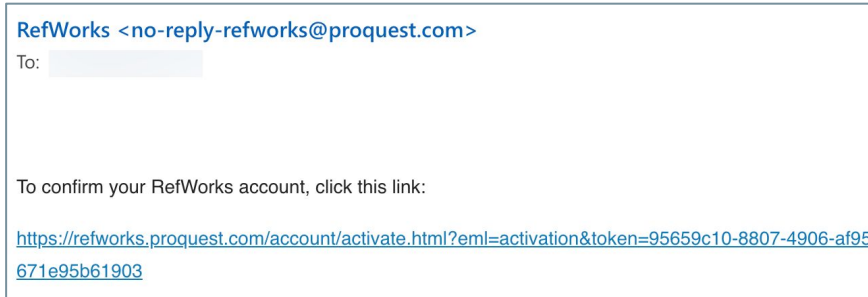 RefWorks <no-reply-refworks@proquest.com>
To:
To confirm your RefWorks account, click this link:
https://refworks.proquest.com/account/activate.html?eml=activation&token=95659c10-8807-4906-af95
671e95b61903